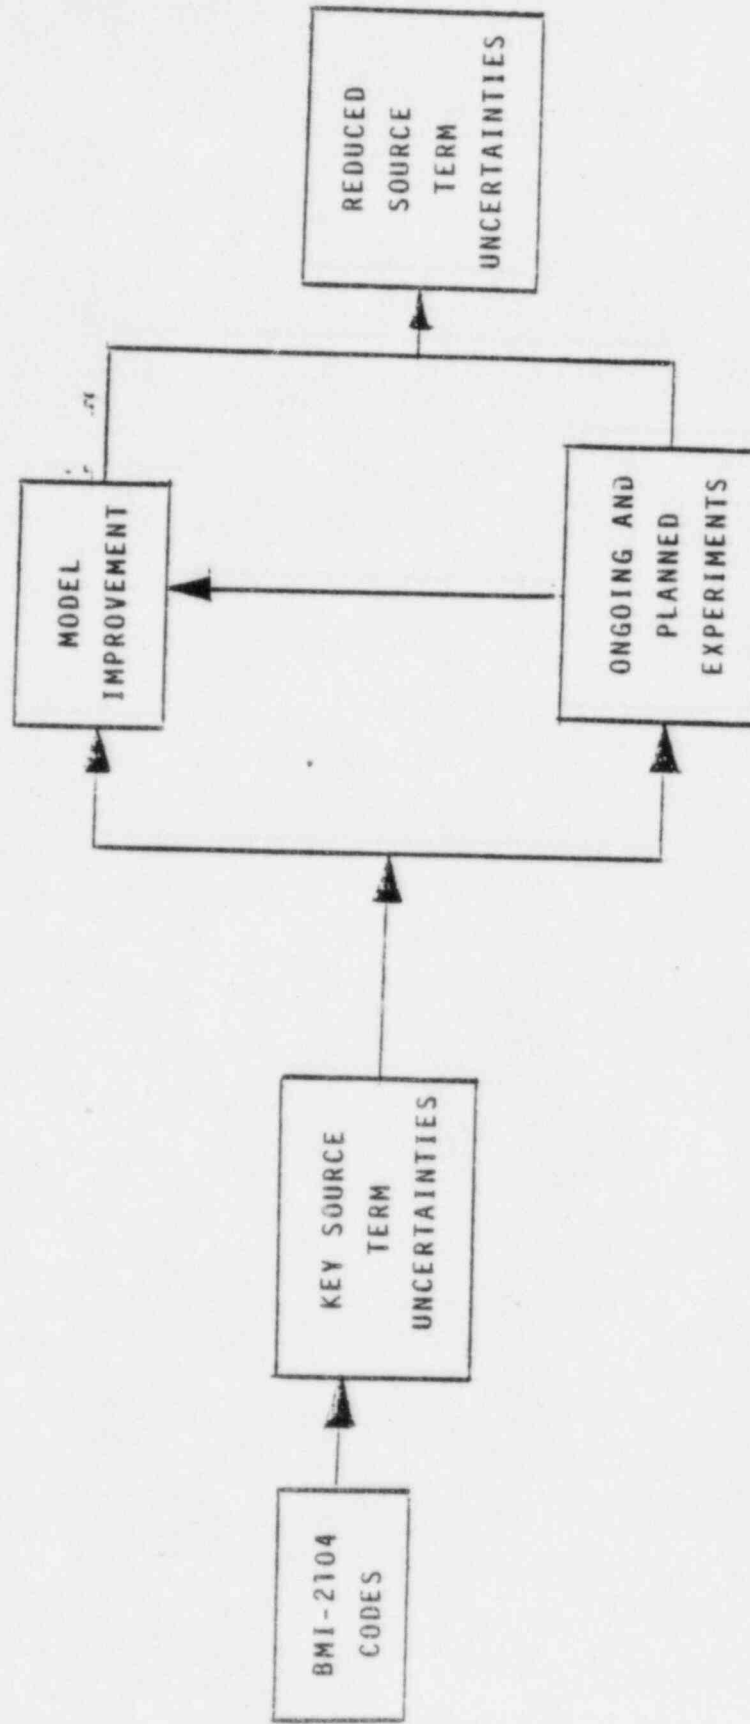 BMI-2104
CODES
KEY SOURCE
TERM
UNCERTAINTIES
MODEL
IMPROVEMENT
ONGOING AND
PLANNED
EXPERIMENTS
REDUCED
SOURCE
TERM
UNCERTAINTIES